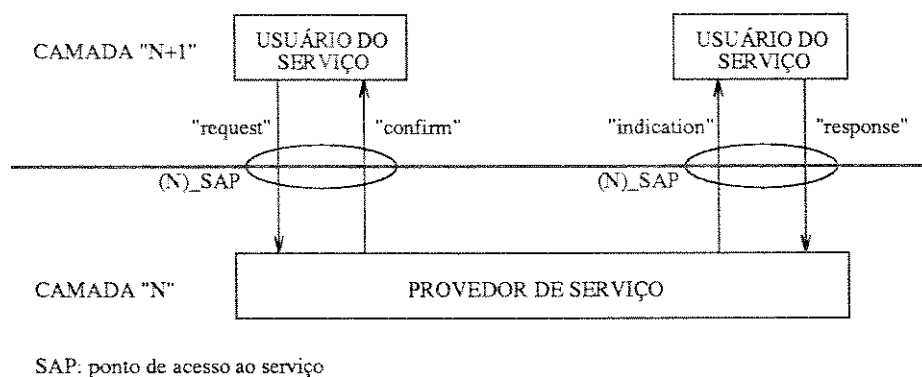 CAMADA "N+1"
USUÁRIO DO
SERVIÇO
USUÁRIO DO
SERVIÇO
"request"
"confirm"
"indication"
"response"
(N)_SAP
(N)_SAP
CAMADA "N"
PROVEDOR DE SERVIÇO
SAP: ponto de acesso ao serviço